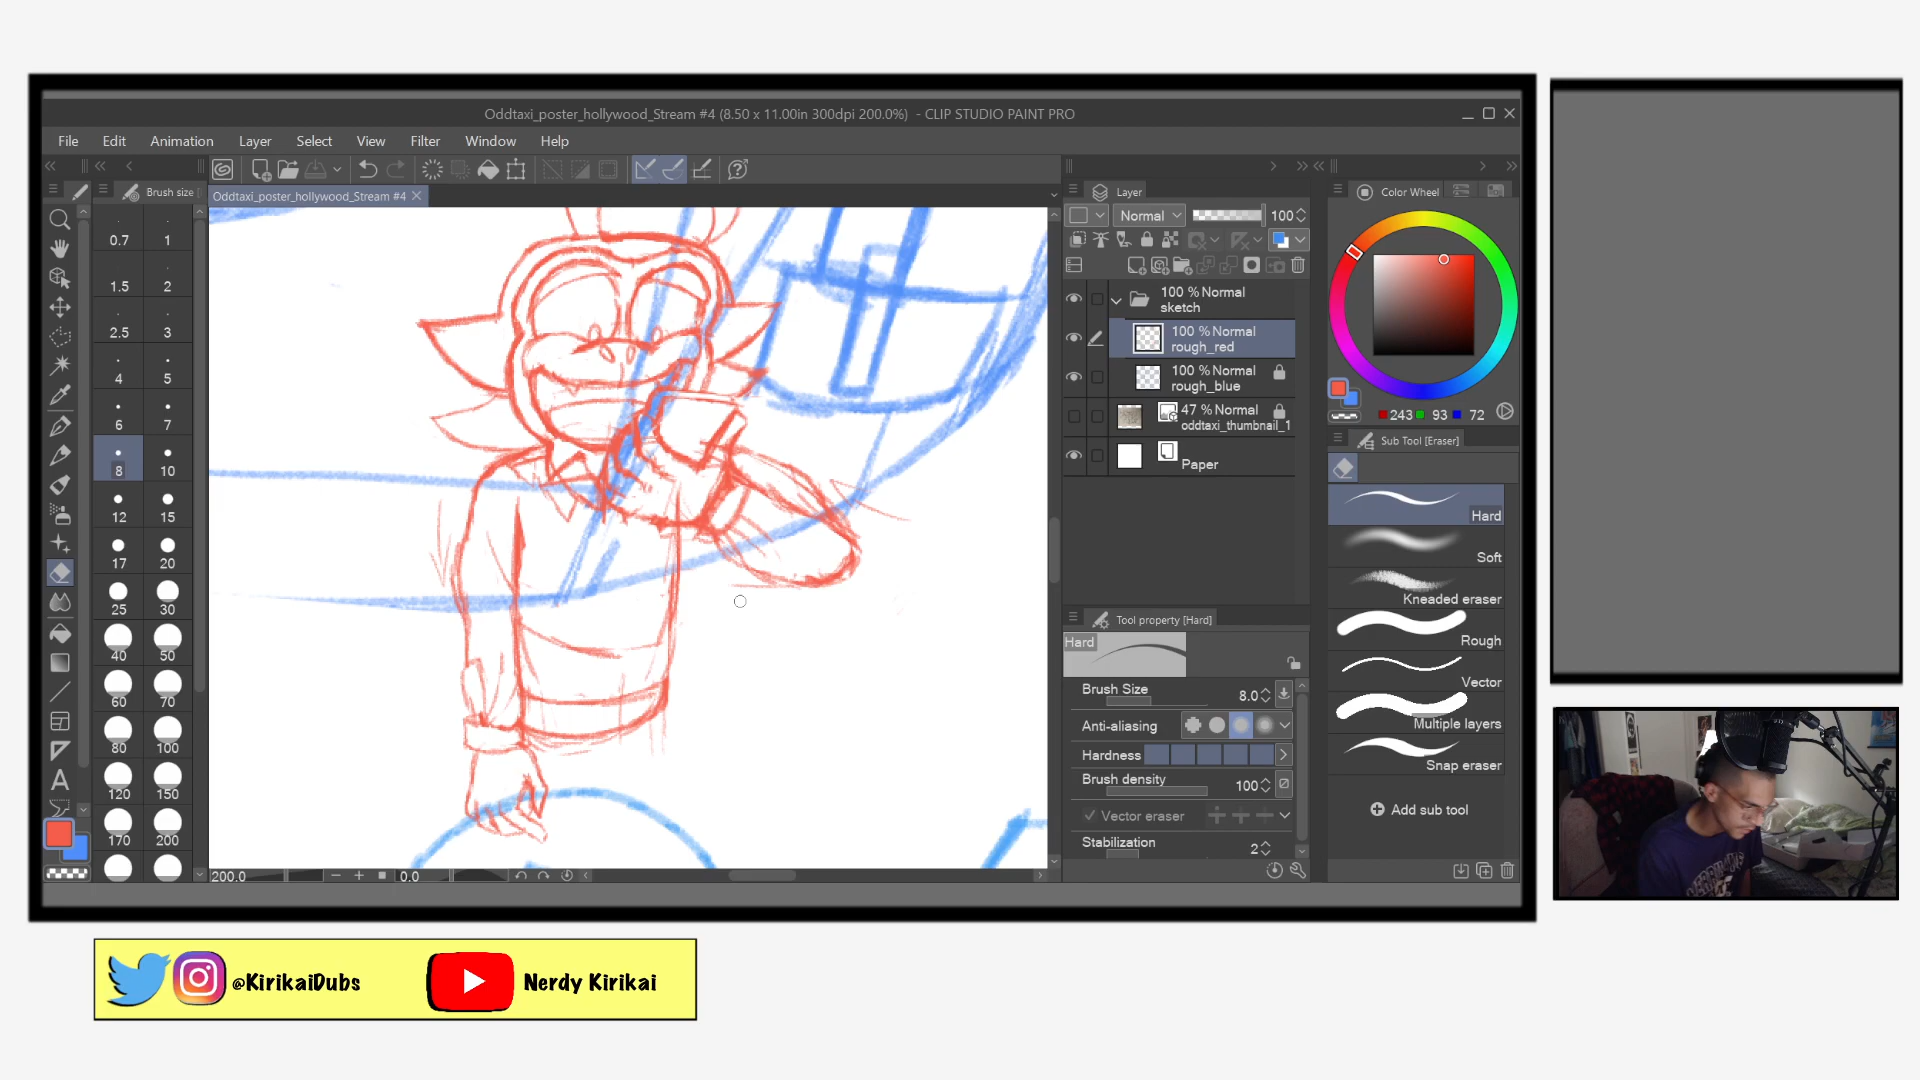 Oddtaxi_poster_hollywood_Stream #4 (8.50 x 11.00in 300dpi 200.0%) - CLIP STUDIO PAINT PRO
File Edit Animation Layer Select View Filter Window Help
Brush size
Oddtaxi_poster_hollywood_Stream #4
0.7 1
1.5 2
2.5 3
4 5
6 7
8 10
12 15
17 20
25 30
40 50
60 70
80 100
120 150
170 200
200.0 0.0
Layer
Normal 100
100 % Normal
sketch
100 % Normal
rough_red
100 % Normal
rough_blue
47 % Normal
oddtaxi_thumbnail_1
Paper
Tool property [Hard]
Hard
Brush Size 8.0
Anti-aliasing
Hardness
Brush density 100
Vector eraser
Stabilization 2
Color Wheel
243 93 72
Sub Tool [Eraser]
Hard
Soft
Kneaded eraser
Rough
Vector
Multiple layers
Snap eraser
Add sub tool
@KirikaiDubs
Nerdy Kirikai